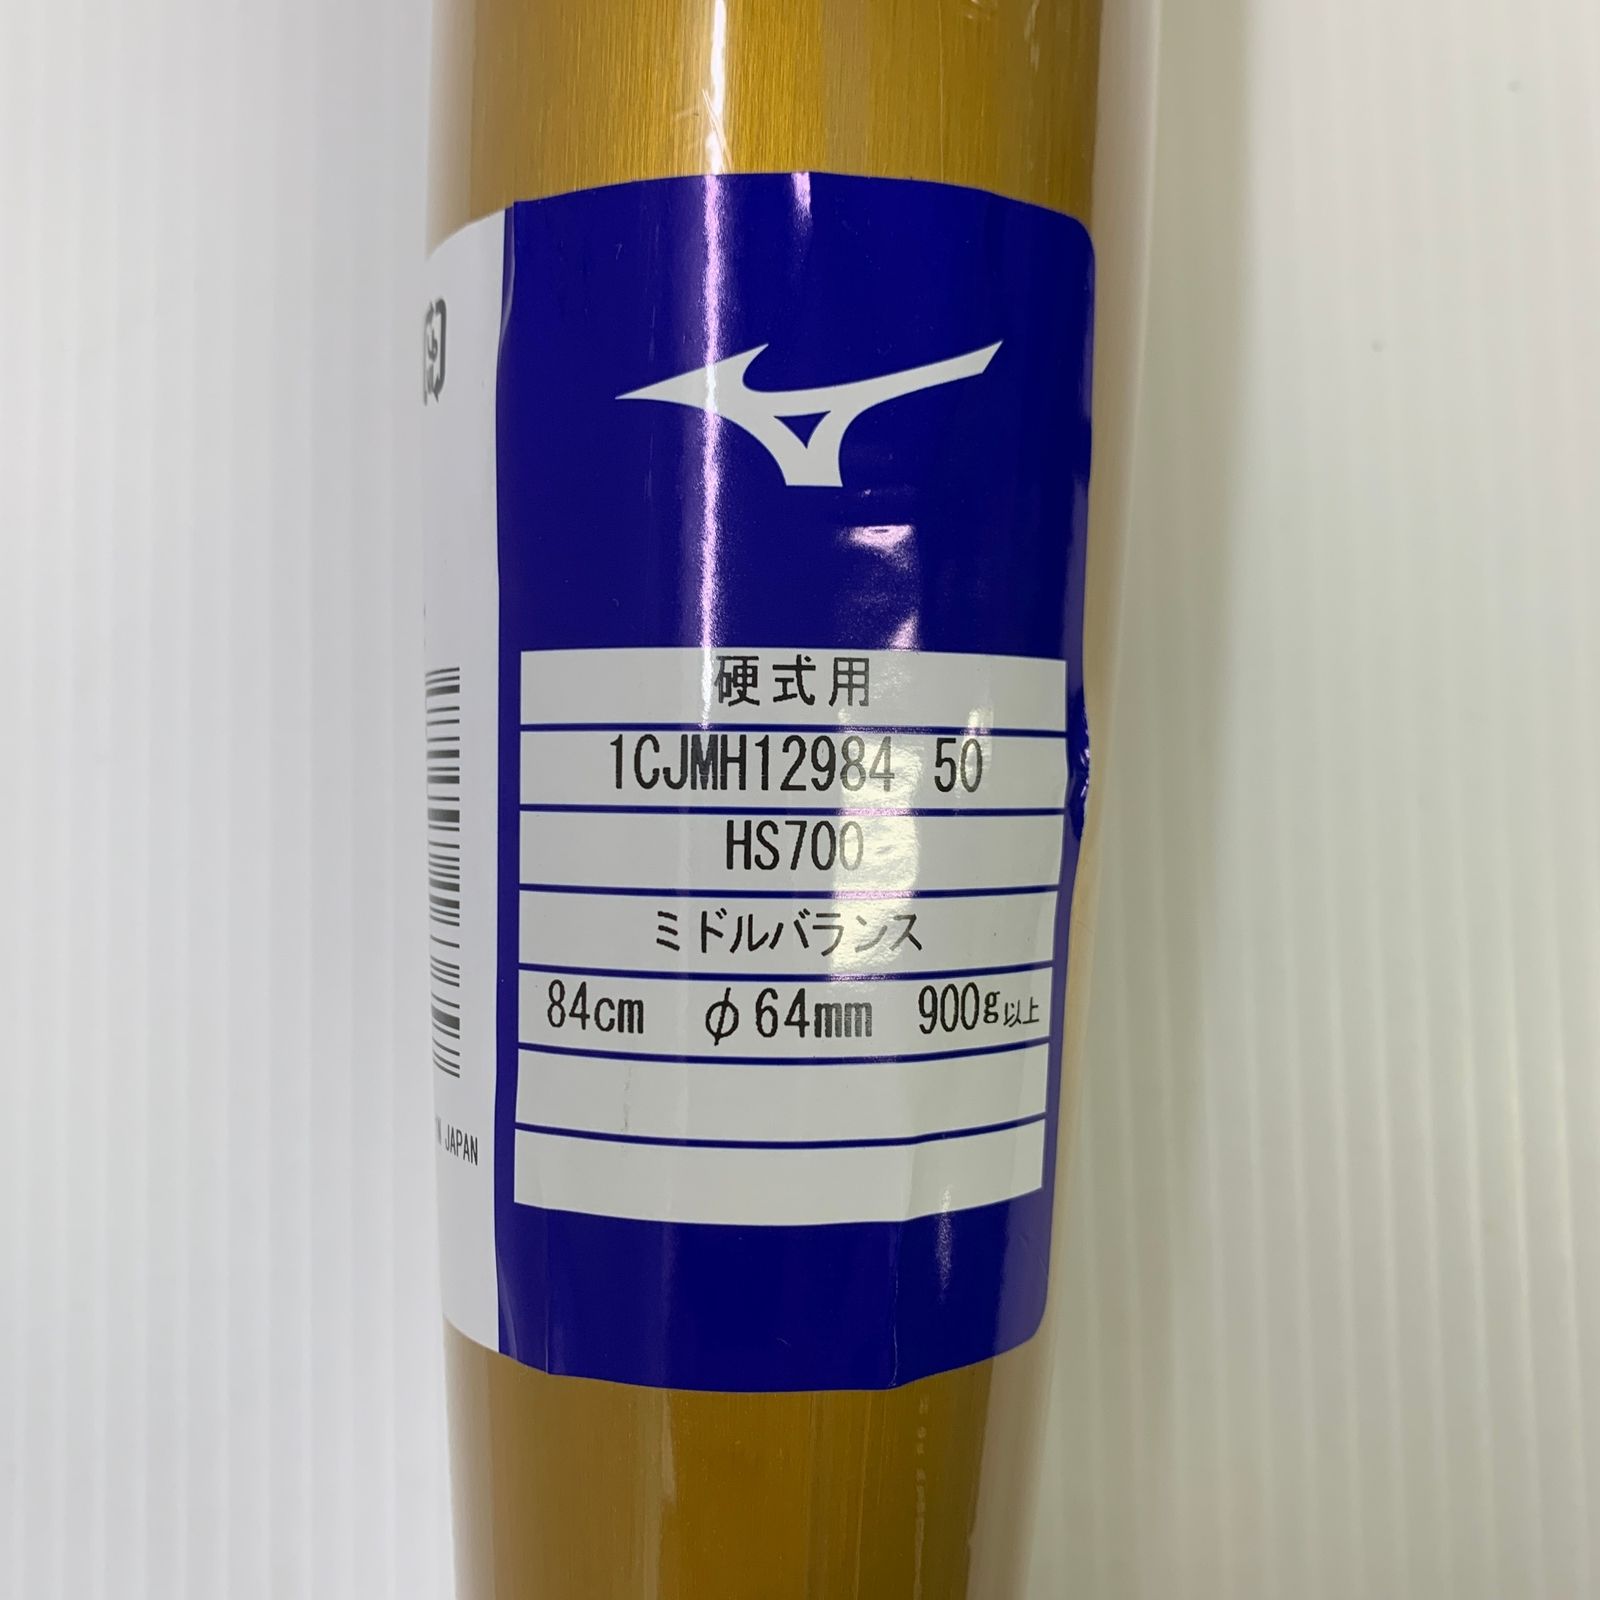 硬式用
1CJMH12984 50
HS700
ミドルバランス
84cm φ64mm 900g以上
JAPAN